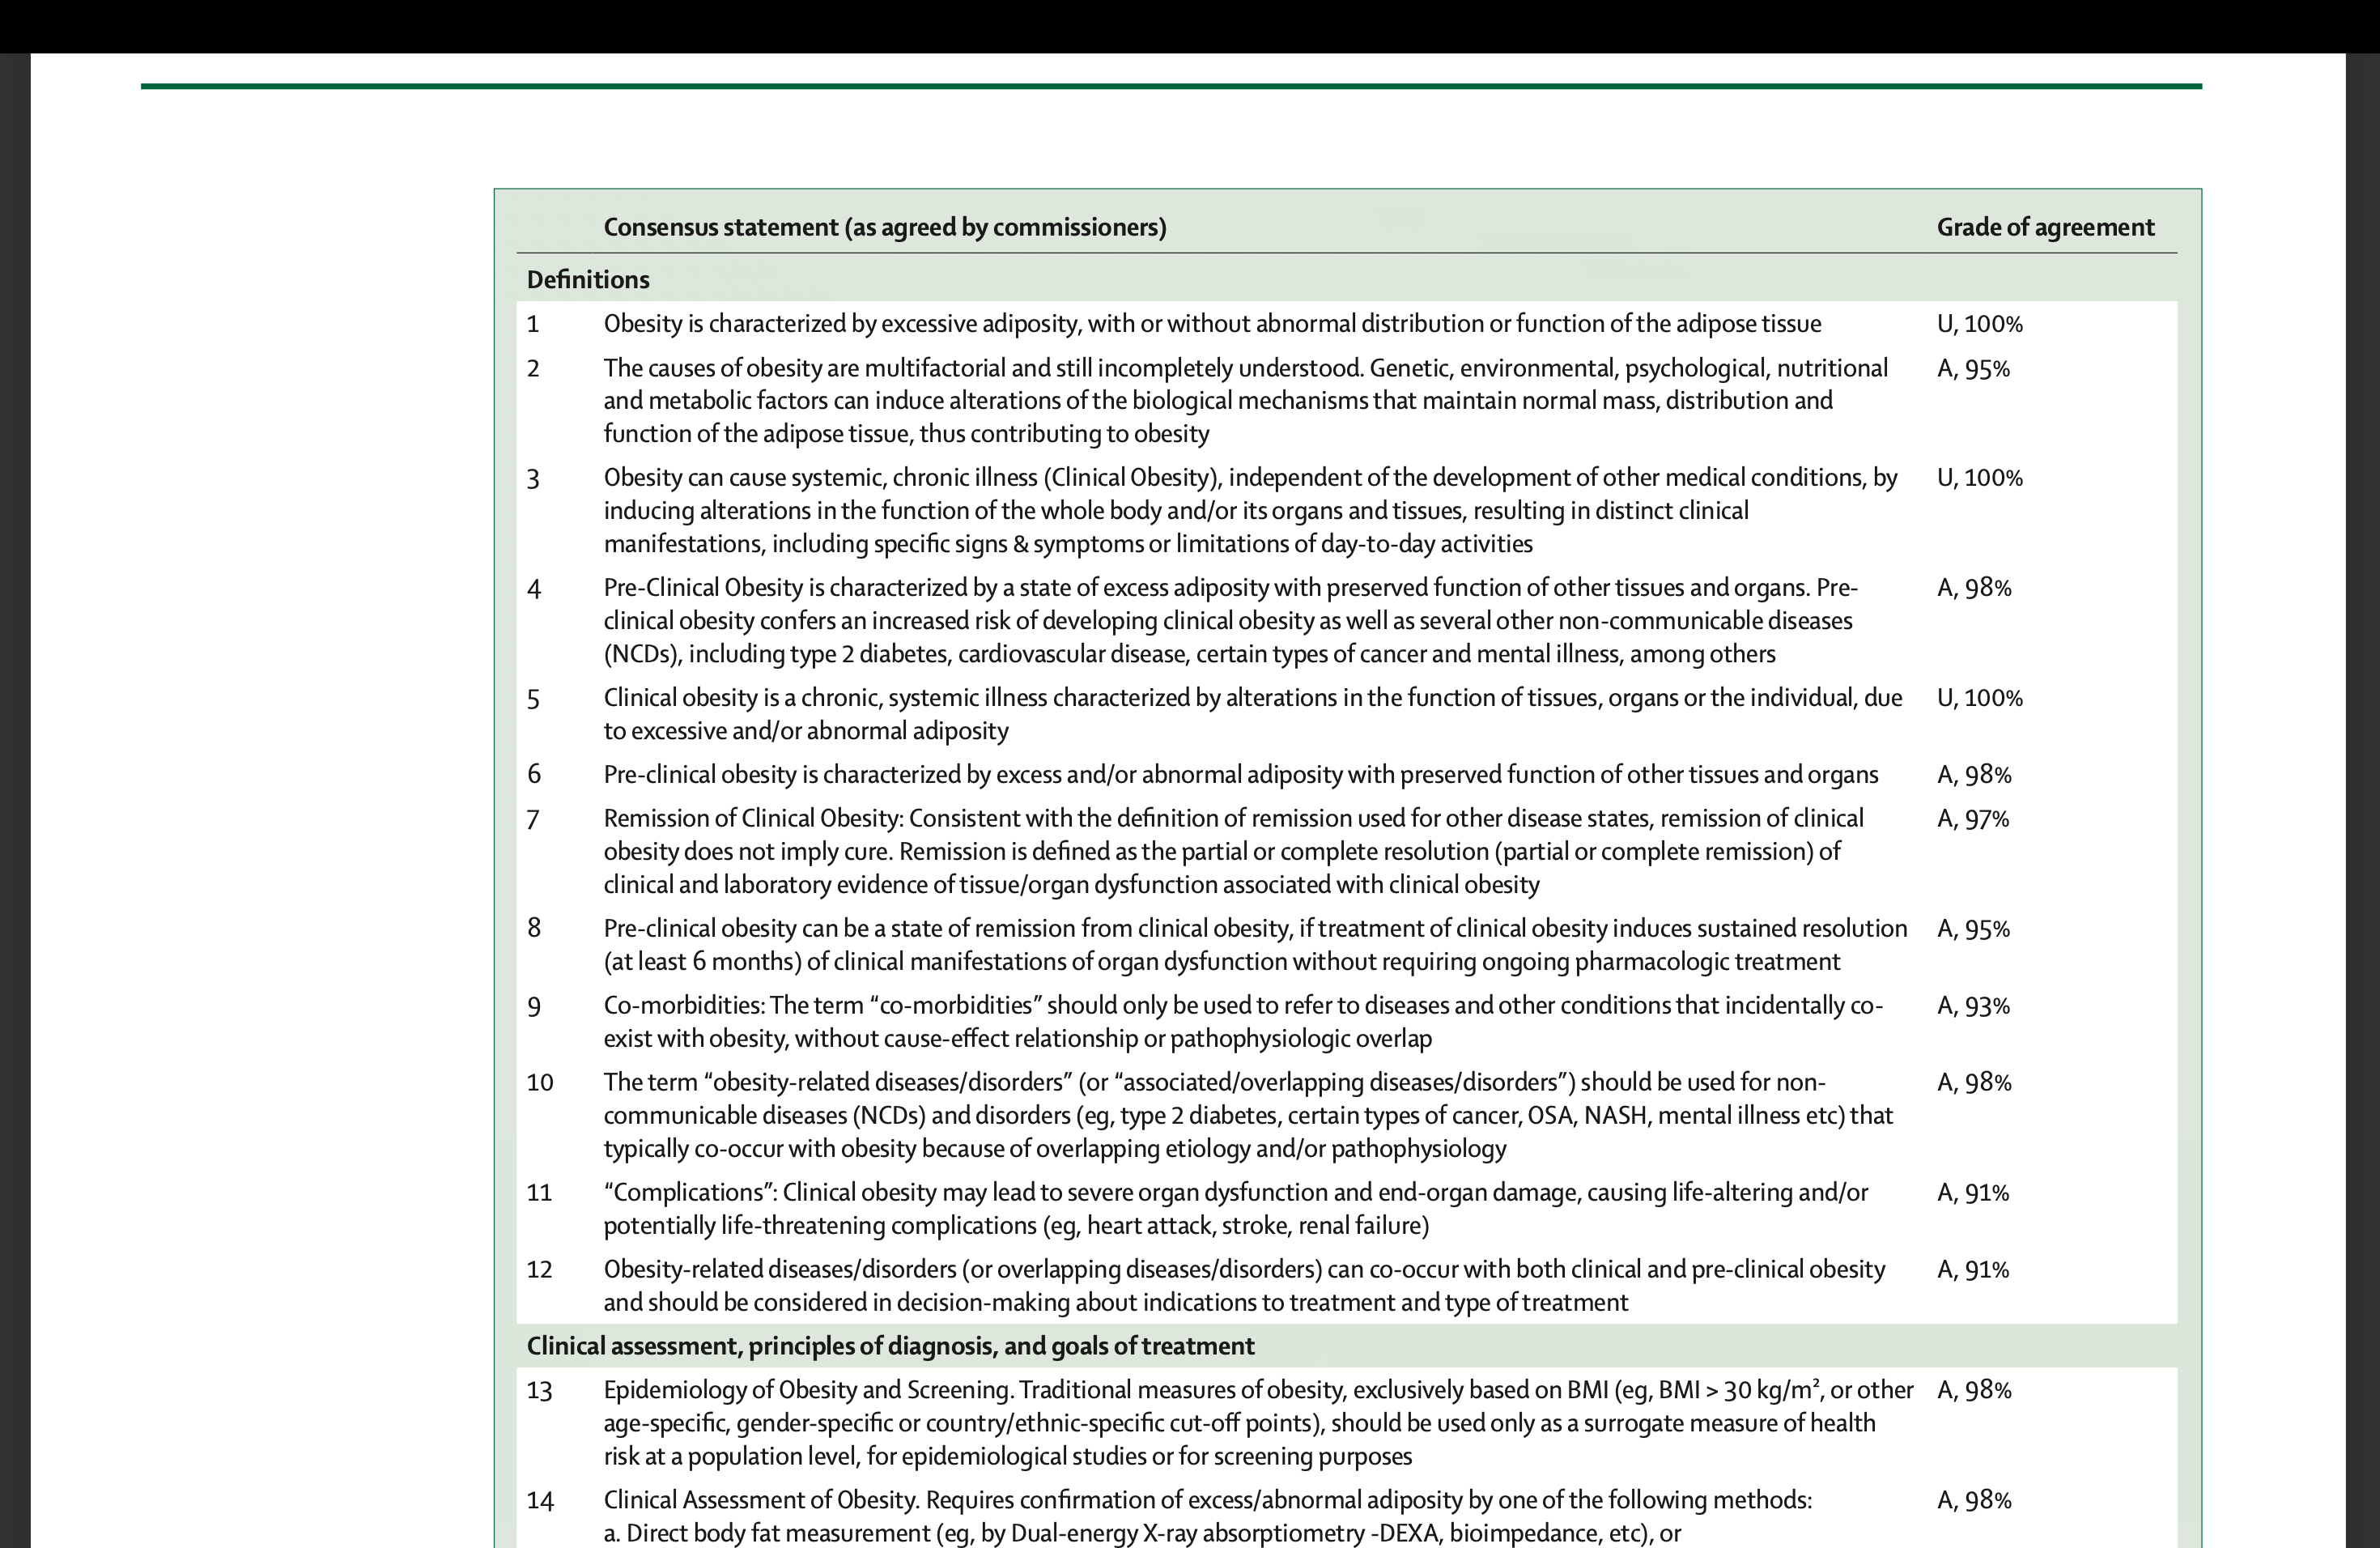 Consensus statement (as agreed by commissioners) Grade of agreement
Definitions
1 Obesity is characterized by excessive adiposity, with or without abnormal distribution or function of the adipose tissue U, 100%
2 The causes of obesity are multifactorial and still incompletely understood. Genetic, environmental, psychological, nutritional A, 95%
and metabolic factors can induce alterations of the biological mechanisms that maintain normal mass, distribution and
function of the adipose tissue, thus contributing to obesity
3 Obesity can cause systemic, chronic illness (Clinical Obesity), independent of the development of other medical conditions, by U, 100%
inducing alterations in the function of the whole body and/or its organs and tissues, resulting in distinct clinical
manifestations, including specific signs & symptoms or limitations of day-to-day activities
4 Pre-Clinical Obesity is characterized by a state of excess adiposity with preserved function of other tissues and organs. Pre- A, 98%
clinical obesity confers an increased risk of developing clinical obesity as well as several other non-communicable diseases
(NCDs), including type 2 diabetes, cardiovascular disease, certain types of cancer and mental illness, among others
5 Clinical obesity is a chronic, systemic illness characterized by alterations in the function of tissues, organs or the individual, due U, 100%
to excessive and/or abnormal adiposity
6 Pre-clinical obesity is characterized by excess and/or abnormal adiposity with preserved function of other tissues and organs A, 98%
7 Remission of Clinical Obesity: Consistent with the definition of remission used for other disease states, remission of clinical A, 97%
obesity does not imply cure. Remission is defined as the partial or complete resolution (partial or complete remission) of
clinical and laboratory evidence of tissue/organ dysfunction associated with clinical obesity
8 Pre-clinical obesity can be a state of remission from clinical obesity, if treatment of clinical obesity induces sustained resolution A, 95%
(at least 6 months) of clinical manifestations of organ dysfunction without requiring ongoing pharmacologic treatment
9 Co-morbidities: The term “co-morbidities” should only be used to refer to diseases and other conditions that incidentally co- A, 93%
exist with obesity, without cause-effect relationship or pathophysiologic overlap
10 The term “obesity-related diseases/disorders” (or “associated/overlapping diseases/disorders”) should be used for non- A, 98%
communicable diseases (NCDs) and disorders (eg, type 2 diabetes, certain types of cancer, OSA, NASH, mental illness etc) that
typically co-occur with obesity because of overlapping etiology and/or pathophysiology
11 “Complications”: Clinical obesity may lead to severe organ dysfunction and end-organ damage, causing life-altering and/or A, 91%
potentially life-threatening complications (eg, heart attack, stroke, renal failure)
12 Obesity-related diseases/disorders (or overlapping diseases/disorders) can co-occur with both clinical and pre-clinical obesity A, 91%
and should be considered in decision-making about indications to treatment and type of treatment
Clinical assessment, principles of diagnosis, and goals of treatment
13 Epidemiology of Obesity and Screening. Traditional measures of obesity, exclusively based on BMI (eg, BMI > 30 kg/m², or other A, 98%
age-specific, gender-specific or country/ethnic-specific cut-off points), should be used only as a surrogate measure of health
risk at a population level, for epidemiological studies or for screening purposes
14 Clinical Assessment of Obesity. Requires confirmation of excess/abnormal adiposity by one of the following methods: A, 98%
a. Direct body fat measurement (eg, by Dual-energy X-ray absorptiometry -DEXA, bioimpedance, etc), or